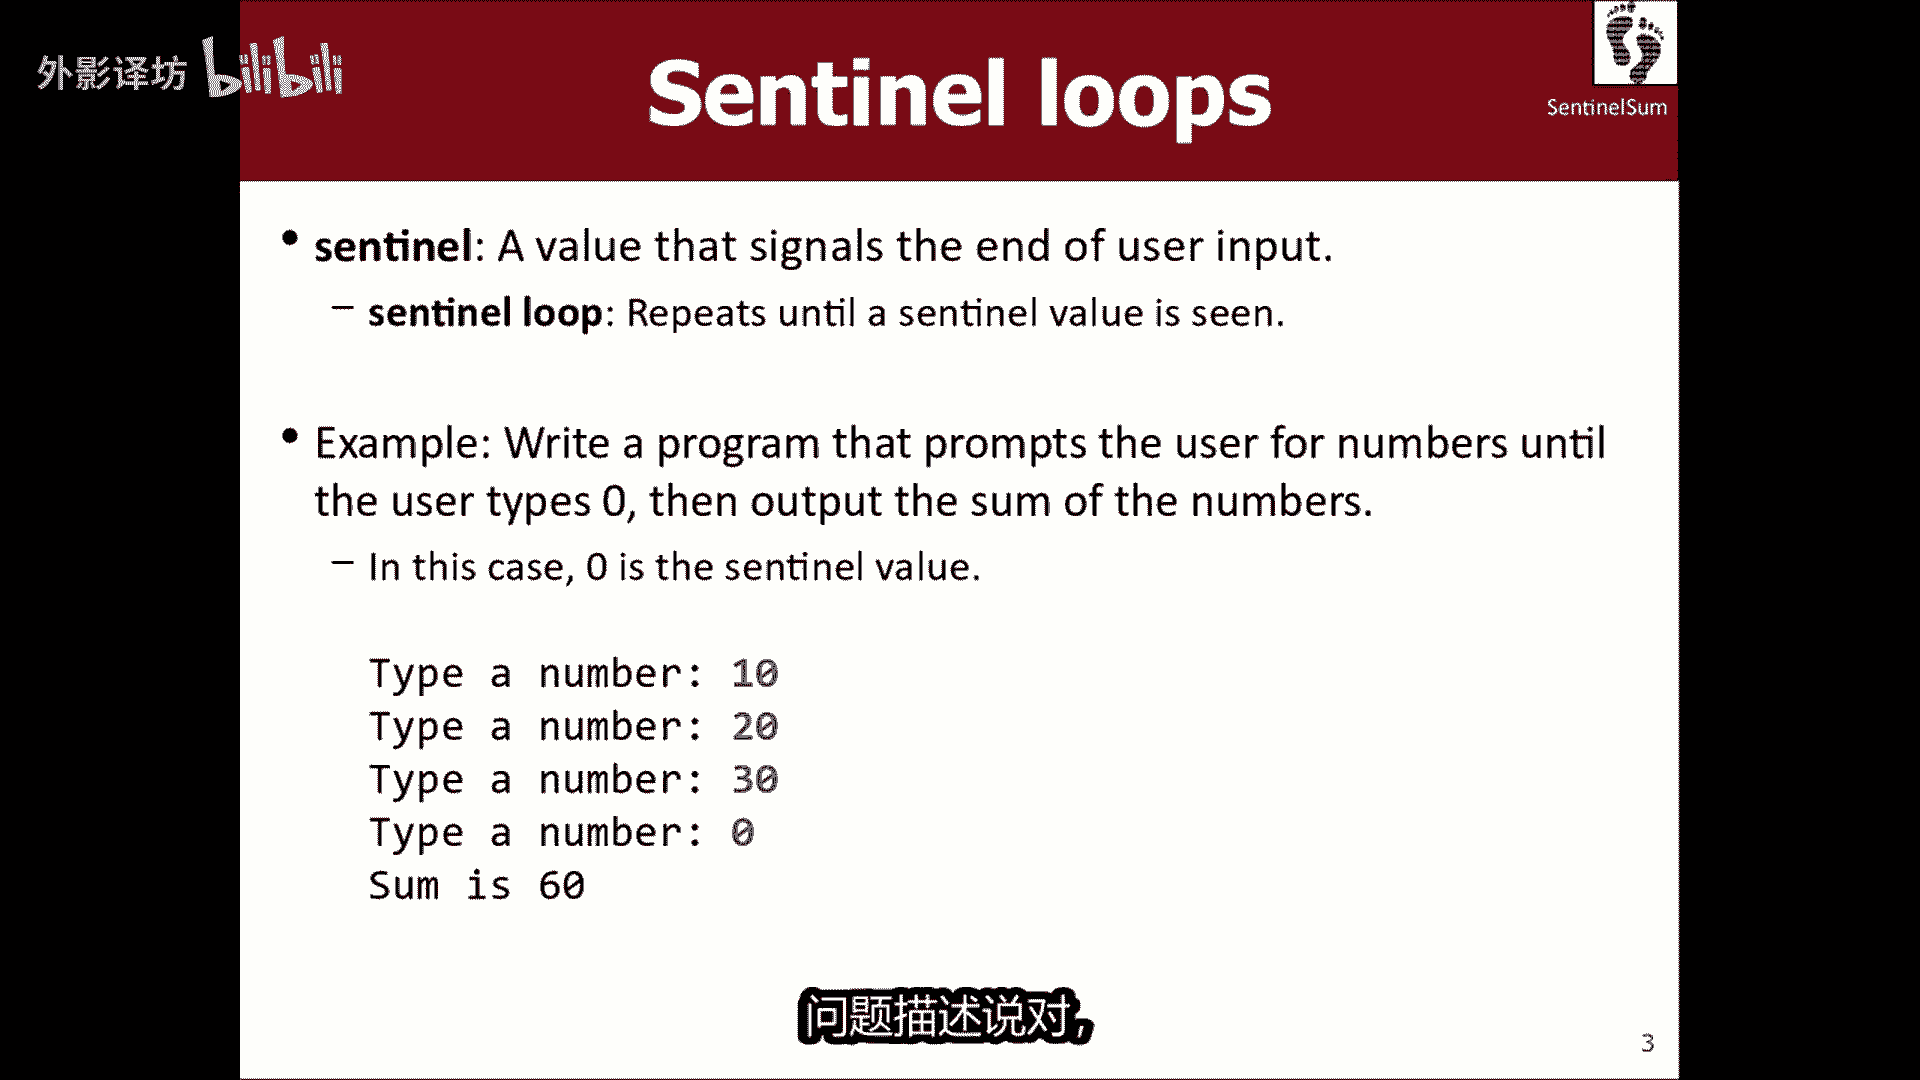 外影译坊 bilibili
Sentinel loops
SentinelSum
• sentinel: A value that signals the end of user input.
– sentinel loop: Repeats until a sentinel value is seen.
• Example: Write a program that prompts the user for numbers until
the user types 0, then output the sum of the numbers.
– In this case, 0 is the sentinel value.
Type a number: 10
Type a number: 20
Type a number: 30
Type a number: 0
Sum is 60
问题描述说对,
3